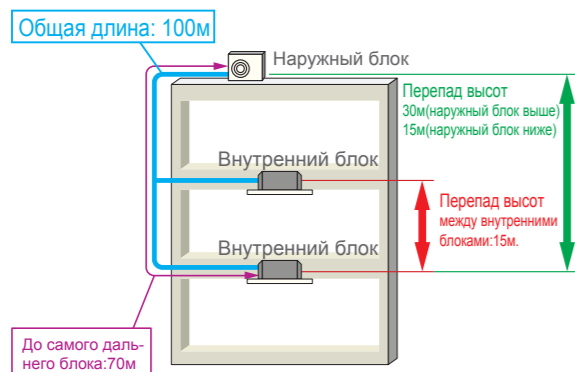 Общая длина: 100м
Наружный блок
Перепад высот
30м(наружный блок выше)
15м(наружный блок ниже)
Внутренний блок
Перепад высот
между внутренними
блоками:15м.
Внутренний блок
До самого даль-
него блока:70м